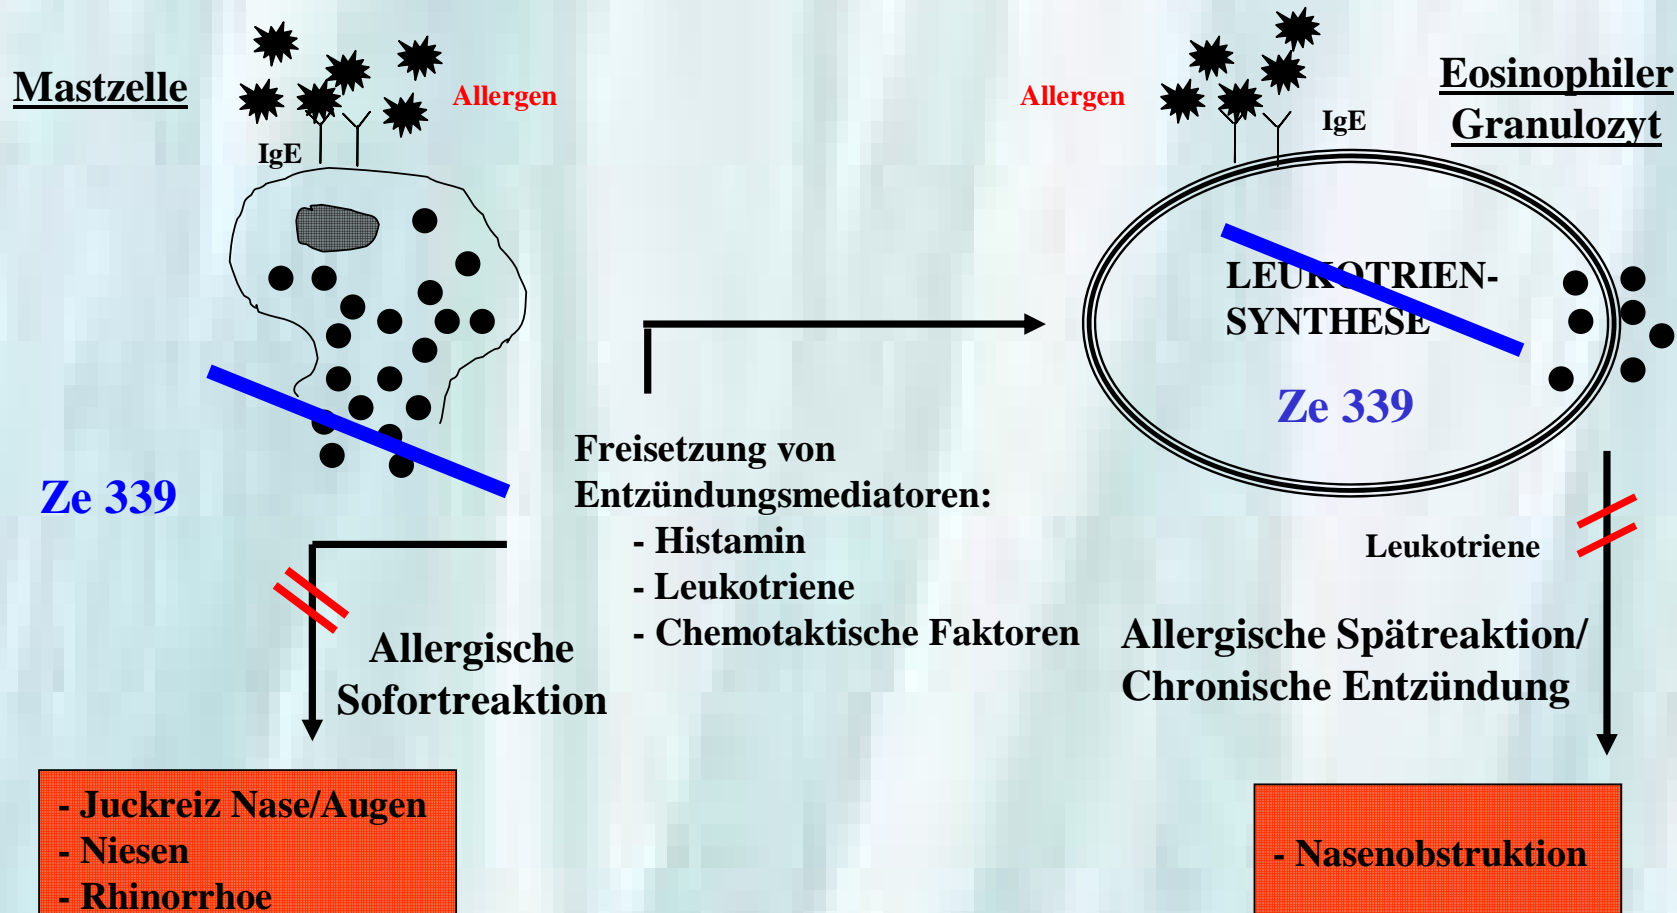 Mastzelle
Allergen
IgE
Ze 339
Allergische
Sofortreaktion
- Juckreiz Nase/Augen
- Niesen
- Rhinorrhoe
Freisetzung von
Entzündungsmediatoren:
- Histamin
- Leukotriene
- Chemotaktische Faktoren
Allergen
IgE
Eosinophiler
Granulozyt
LEUKOTRIEN-
SYNTHESE
Ze 339
Leukotriene
Allergische Spätreaktion/
Chronische Entzündung
- Nasenobstruktion